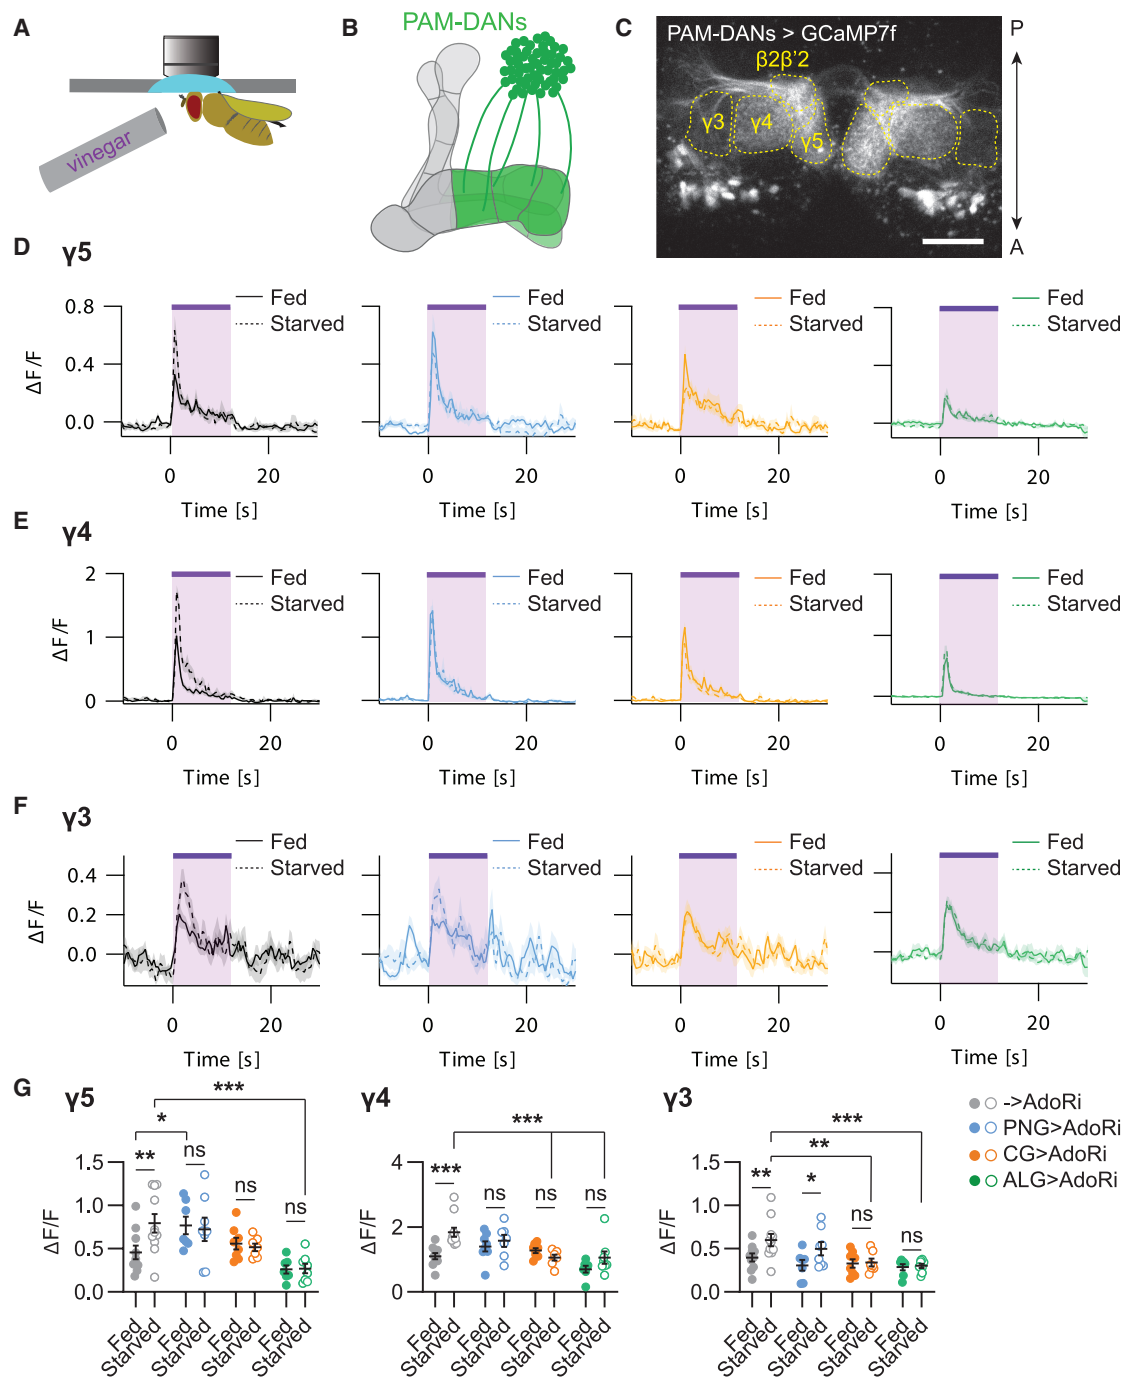 A
vinegar
B
PAM-DANs
C
PAM-DANs > GCaMP7f
β2β'2
γ3
γ4
γ5
P
A
D
γ5
Fed
Starved
Fed
Starved
Fed
Starved
Fed
Starved
ΔF/F
0.8
0.4
0.0
0 20
0 20
0 20
0 20
Time [s]
Time [s]
Time [s]
Time [s]
E
γ4
Fed
Starved
Fed
Starved
Fed
Starved
Fed
Starved
ΔF/F
2
1
0
0 20
0 20
0 20
0 20
Time [s]
Time [s]
Time [s]
Time [s]
F
γ3
Fed
Starved
Fed
Starved
Fed
Starved
Fed
Starved
ΔF/F
0.4
0.2
0.0
0 20
0 20
0 20
0 20
Time [s]
Time [s]
Time [s]
Time [s]
G
γ5
***
*
**
ns
ns
ns
ΔF/F
1.5
1.0
0.5
0.0
Fed
Starved
Fed
Starved
Fed
Starved
Fed
Starved
γ4
***
***
ns
ns
ns
ΔF/F
4
2
0
Fed
Starved
Fed
Starved
Fed
Starved
Fed
Starved
γ3
***
**
**
*
ns
ns
ΔF/F
1.5
1.0
0.5
0.0
Fed
Starved
Fed
Starved
Fed
Starved
Fed
Starved
->AdoRi
PNG>AdoRi
CG>AdoRi
ALG>AdoRi